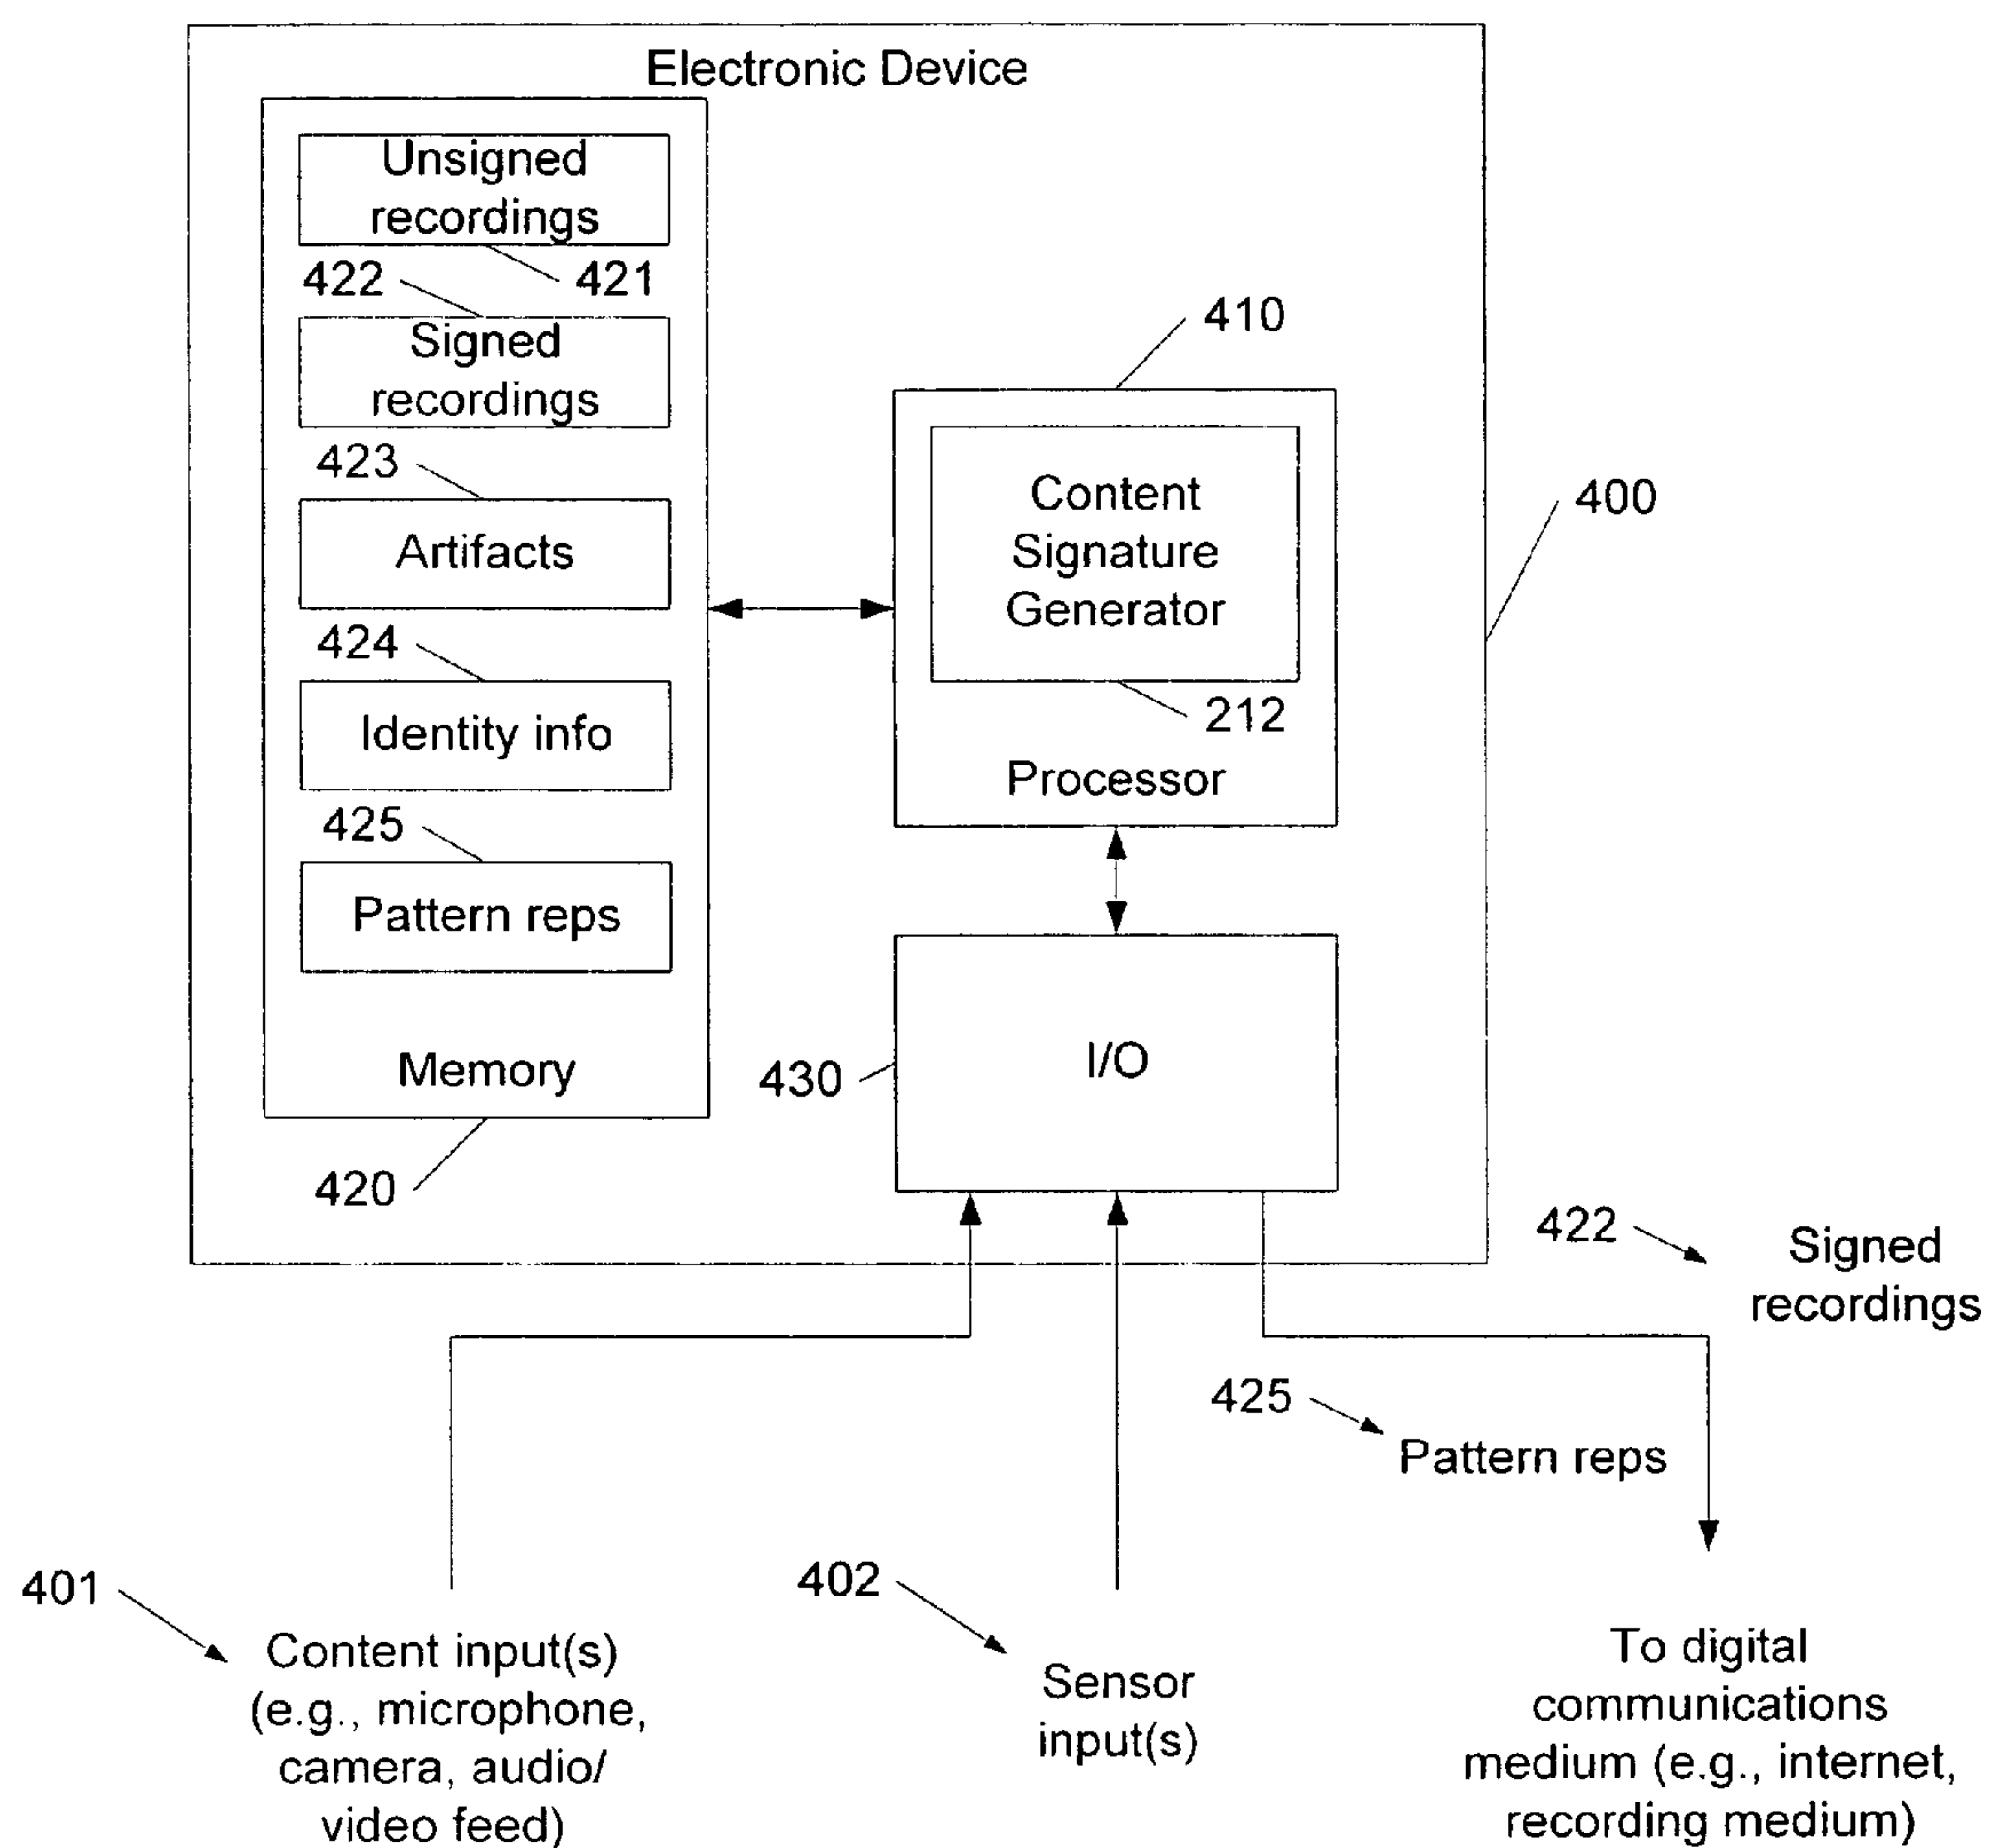 Electronic Device
Unsigned
recordings
422
421
Signed
recordings
423
Artifacts
424
Identity info
425
Pattern reps
Memory
420
410
Content
Signature
Generator
212
Processor
400
430
I/O
422
Signed
recordings
425
Pattern reps
401
Content input(s)
(e.g., microphone,
camera, audio/
video feed)
402
Sensor
input(s)
To digital
communications
medium (e.g., internet,
recording medium)